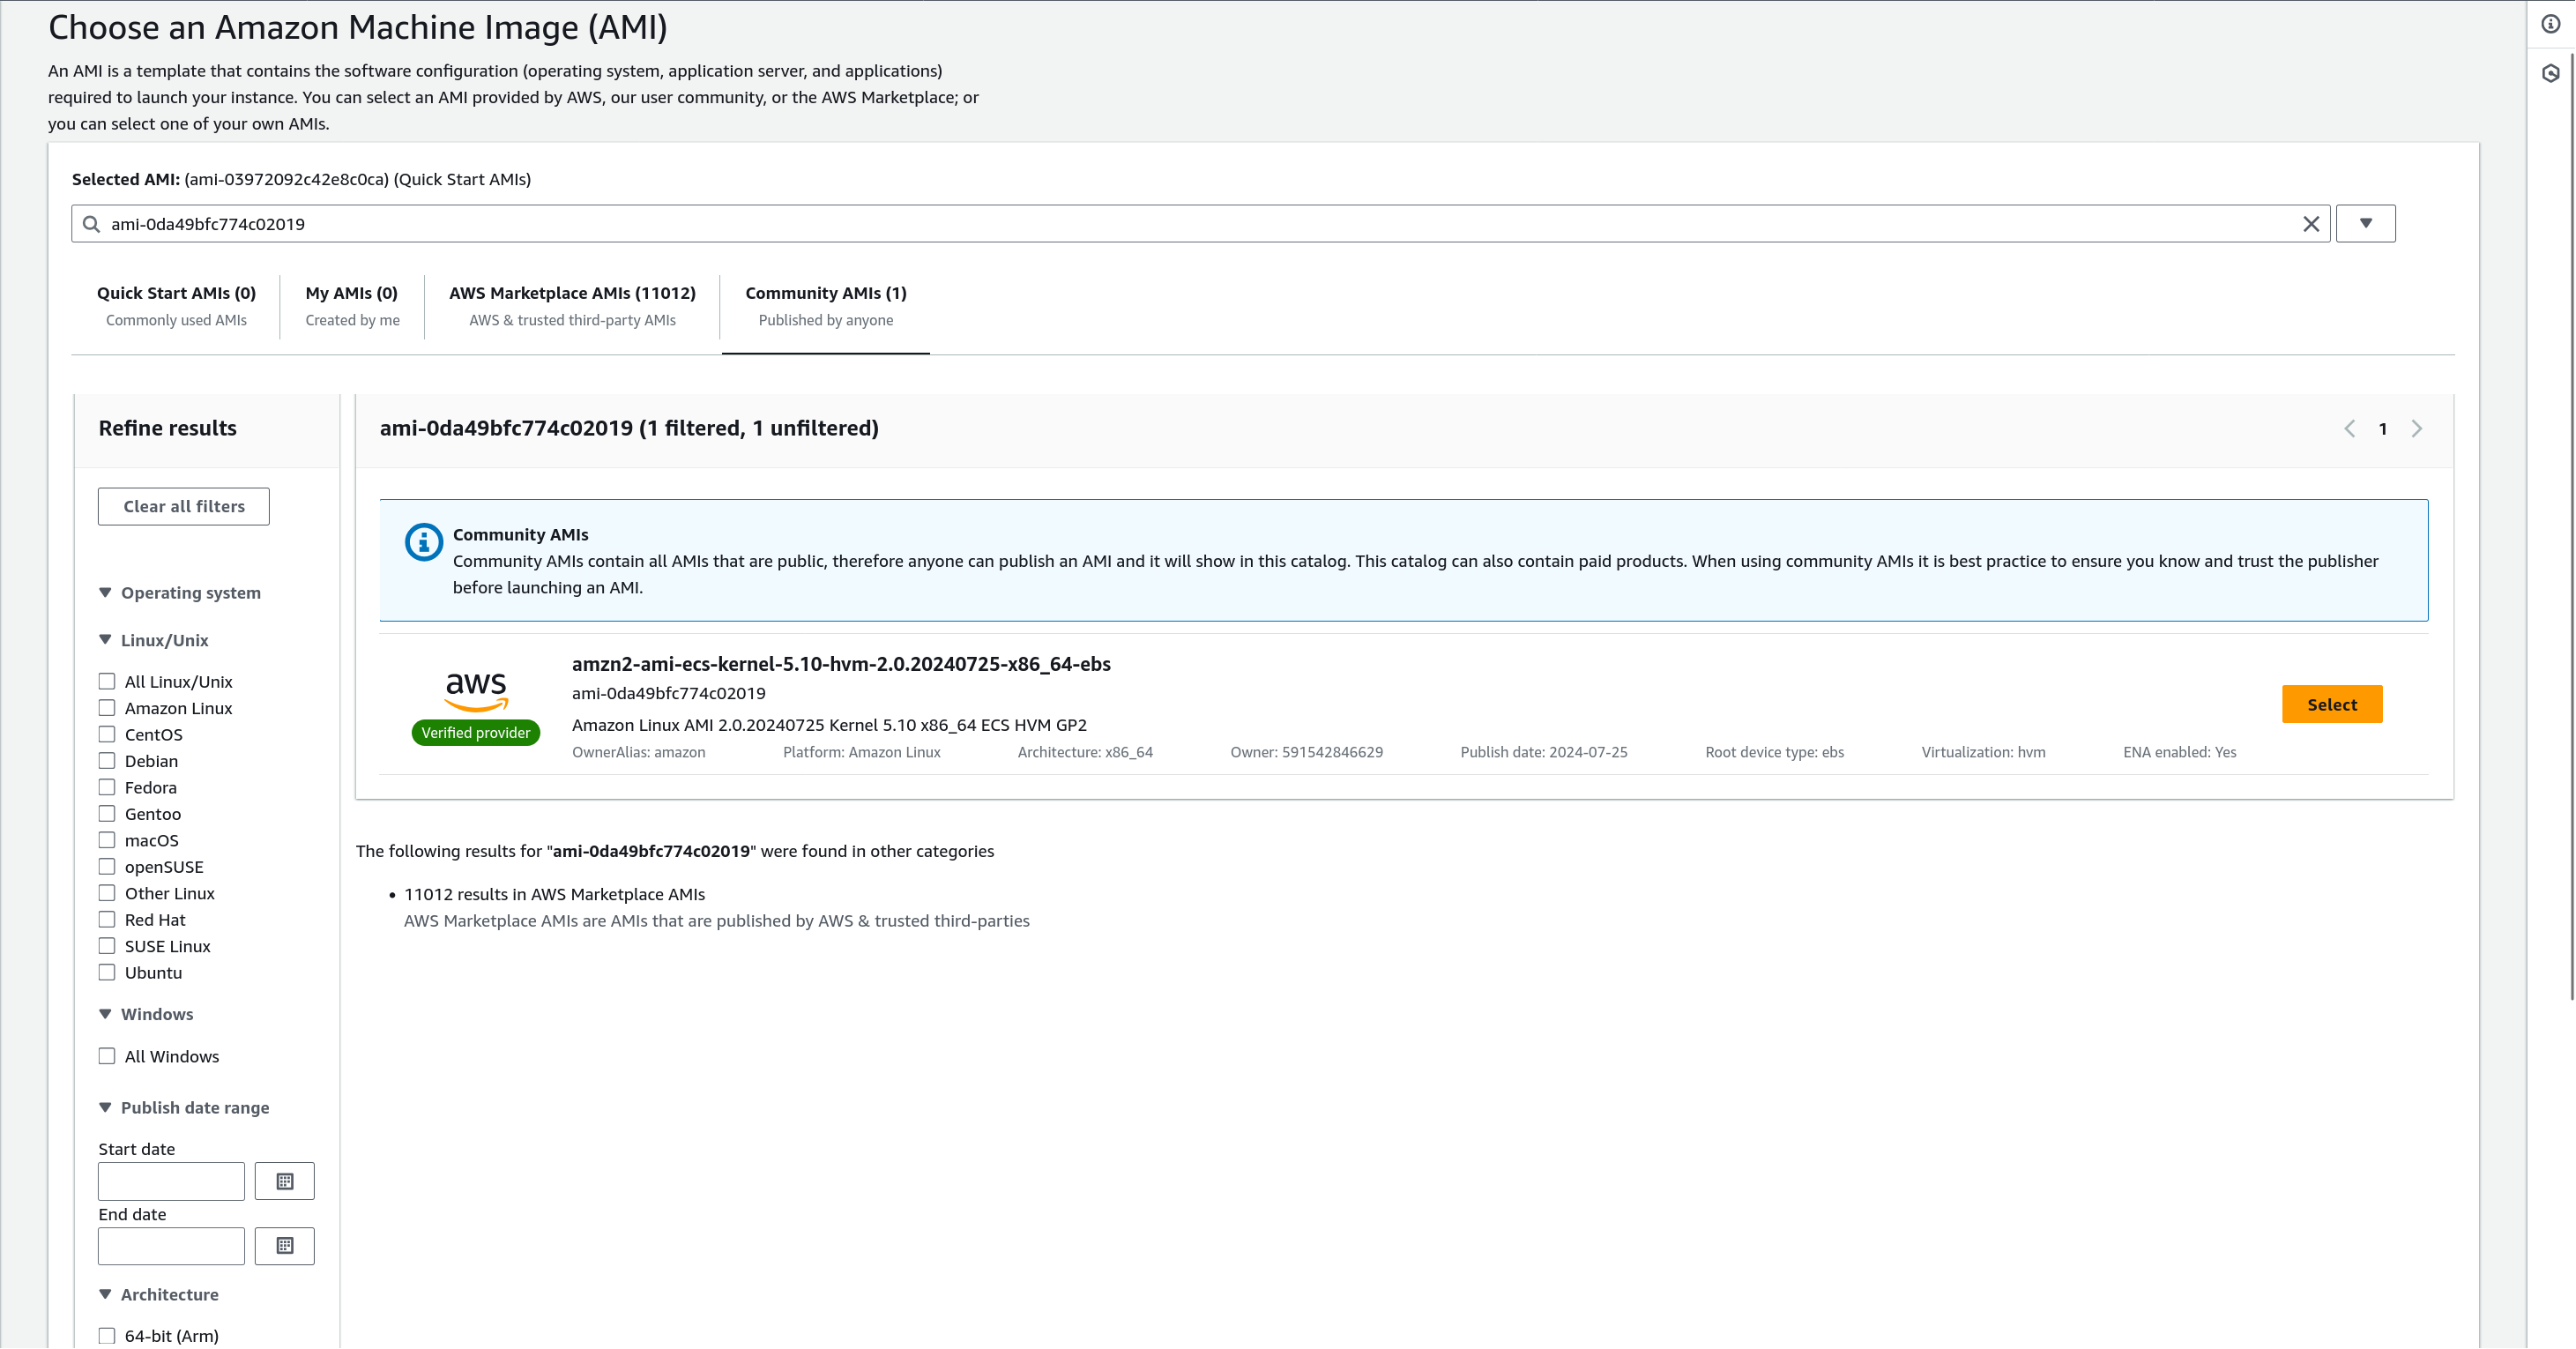 Choose an Amazon Machine Image (AMI)
An AMI is a template that contains the software configuration (operating system, application server, and applications)
required to launch your instance. You can select an AMI provided by AWS, our user community, or the AWS Marketplace; or
you can select one of your own AMIs.
Selected AMI: (ami-03972092c42e8c0ca) (Quick Start AMIs)
ami-0da49bfc774c02019
Quick Start AMIs (0)
Commonly used AMIs
My AMIs (0)
Created by me
AWS Marketplace AMIs (11012)
AWS & trusted third-party AMIs
Community AMIs (1)
Published by anyone
Refine results
Clear all filters
Operating system
Linux/Unix
All Linux/Unix
Amazon Linux
CentOS
Debian
Fedora
Gentoo
macOS
openSUSE
Other Linux
Red Hat
SUSE Linux
Ubuntu
Windows
All Windows
Publish date range
Start date
End date
Architecture
64-bit (Arm)
ami-0da49bfc774c02019 (1 filtered, 1 unfiltered)
1
Community AMIs
Community AMIs contain all AMIs that are public, therefore anyone can publish an AMI and it will show in this catalog. This catalog can also contain paid products. When using community AMIs it is best practice to ensure you know and trust the publisher
before launching an AMI.
aws
Verified provider
amzn2-ami-ecs-kernel-5.10-hvm-2.0.20240725-x86_64-ebs
ami-0da49bfc774c02019
Amazon Linux AMI 2.0.20240725 Kernel 5.10 x86_64 ECS HVM GP2
OwnerAlias: amazon Platform: Amazon Linux Architecture: x86_64 Owner: 591542846629 Publish date: 2024-07-25 Root device type: ebs Virtualization: hvm ENA enabled: Yes
Select
The following results for "ami-0da49bfc774c02019" were found in other categories
• 11012 results in AWS Marketplace AMIs
AWS Marketplace AMIs are AMIs that are published by AWS & trusted third-parties